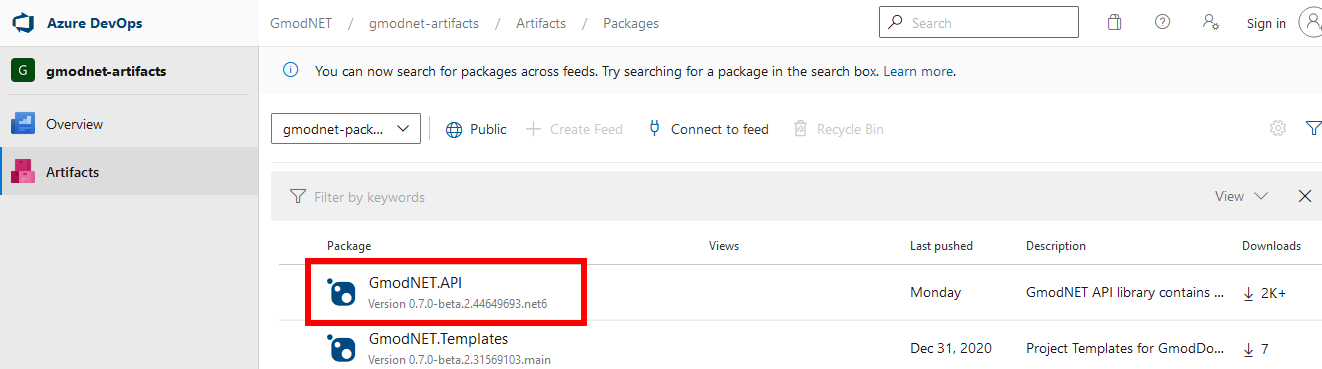 Azure DevOps
GmodNET / gmodnet-artifacts / Artifacts / Packages
Search
Sign in
G gmodnet-artifacts
You can now search for packages across feeds. Try searching for a package in the search box. Learn more.
Overview
gmodnet-pack...
Public
Create Feed
Connect to feed
Recycle Bin
Artifacts
Filter by keywords
View
Package Views Last pushed Description Downloads
GmodNET.API
Version 0.7.0-beta.2.44649693.net6
Monday GmodNET API library contains ... 2K+
GmodNET.Templates
Version 0.7.0-beta.2.31569103.main
Dec 31, 2020 Project Templates for GmodDo... 7